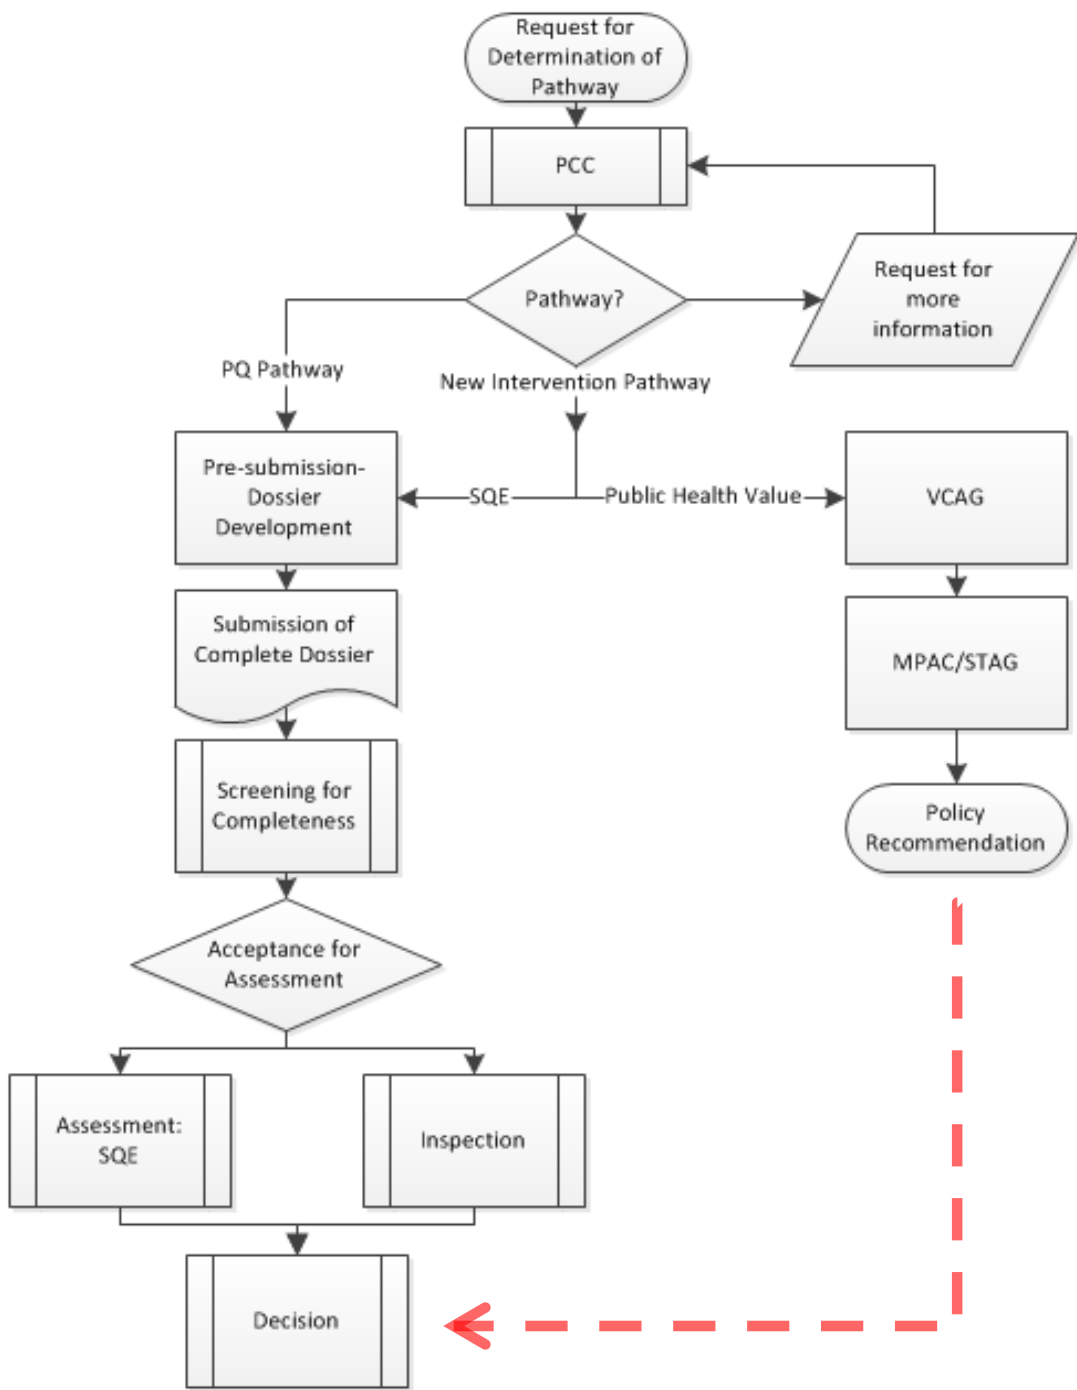 Request for
Determination of
Pathway
PCC
Pathway?
Request for
more
information
PQ Pathway
New Intervention Pathway
Pre-submission-
Dossier
Development
SQE
Public Health Value
VCAG
Submission of
Complete Dossier
MPAC/STAG
Screening for
Completeness
Policy
Recommendation
Acceptance for
Assessment
Assessment:
SQE
Inspection
Decision